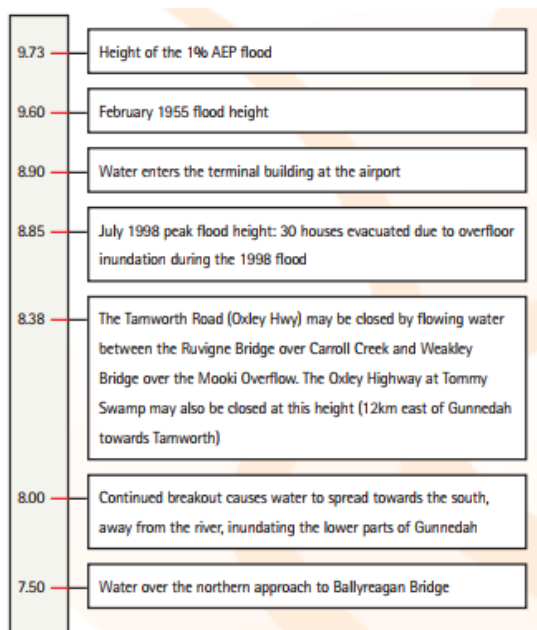 9.73
Height of the 1% AEP flood
9.60
February 1955 flood height
8.90
Water enters the terminal building at the airport
8.85
July 1998 peak flood height: 30 houses evacuated due to overfloor
inundation during the 1998 flood
8.38
The Tamworth Road (Oxley Hwy) may be closed by flowing water
between the Ruvigne Bridge over Carroll Creek and Weakley
Bridge over the Mooki Overflow. The Oxley Highway at Tommy
Swamp may also be closed at this height (12km east of Gunnedah
towards Tamworth)
8.00
Continued breakout causes water to spread towards the south,
away from the river, inundating the lower parts of Gunnedah
7.50
Water over the northern approach to Ballyreagan Bridge